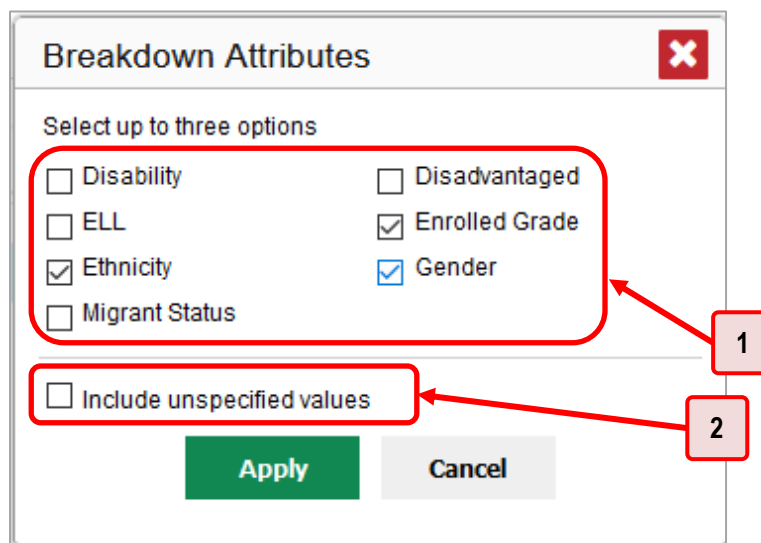 Breakdown Attributes
Select up to three options
Disability
Disadvantaged
ELL
Enrolled Grade
Ethnicity
Gender
Migrant Status
1
Include unspecified values
2
Apply
Cancel